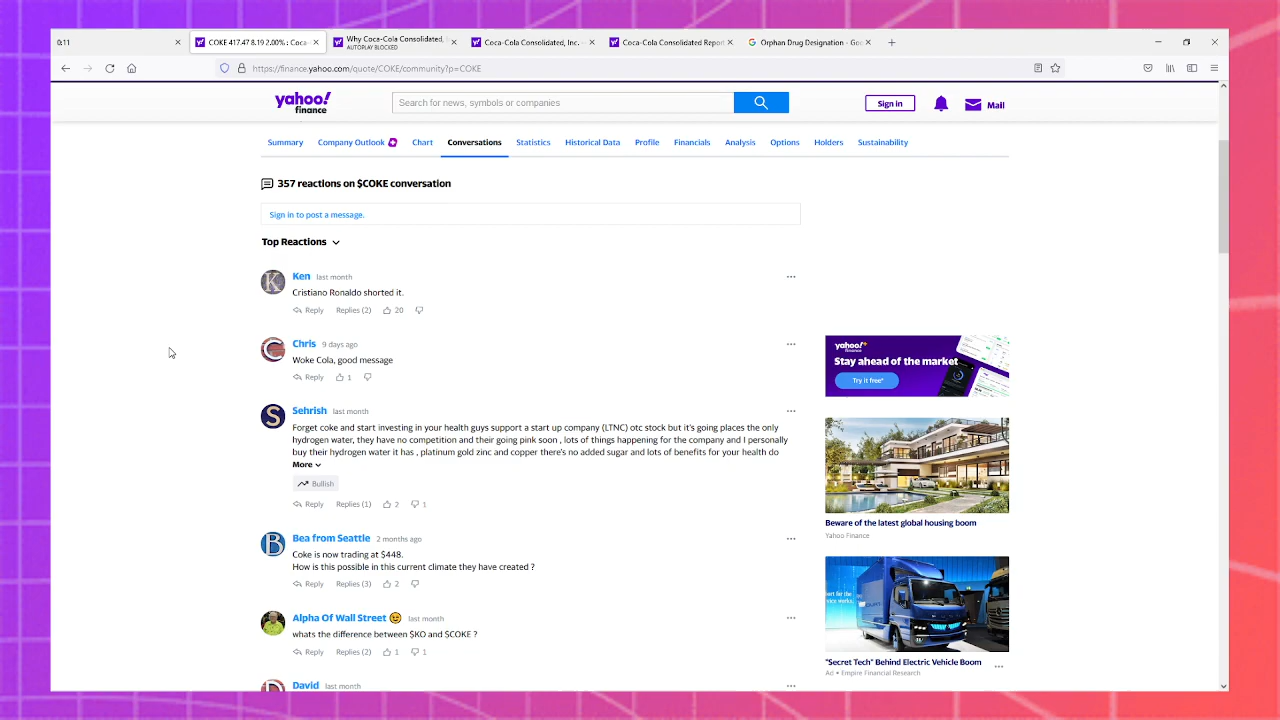 0:11
COKE 417.47 8.19 2.00% : Coca-
Why Coca-Cola Consolidated,
AUTOPLAY BLOCKED
Coca-Cola Consolidated, Inc. -
Coca-Cola Consolidated Report
Orphan Drug Designation - Goo
https://finance.yahoo.com/quote/COKE/community?p=COKE
yahoo!
finance
Search for news, symbols or companies
Sign in
Mail
Summary
Company Outlook
Chart
Conversations
Statistics
Historical Data
Profile
Financials
Analysis
Options
Holders
Sustainability
357 reactions on $COKE conversation
Sign in to post a message.
Top Reactions
K
Ken last month
Cristiano Ronaldo shorted it.
Reply Replies (2) 20
Chris 9 days ago
Woke Cola, good message
Reply 1
S
Sehrish last month
Forget coke and start investing in your health guys support a start up company (LTNC) otc stock but it's going places the only
hydrogen water, they have no competition and their going pink soon , lots of things happening for the company and I personally
buy their hydrogen water it has , platinum gold zinc and copper there's no added sugar and lots of benefits for your health do
More
Bullish
Reply Replies (1) 2 1
B
Bea from Seattle 2 months ago
Coke is now trading at $448.
How is this possible in this current climate they have created ?
Reply Replies (3) 2
Alpha Of Wall Street 😉 last month
whats the difference between $KO and $COKE ?
Reply Replies (2) 1 1
David last month
yahoo!
finance
Stay ahead of the market
Try it free*
Beware of the latest global housing boom
Yahoo Finance
"Secret Tech" Behind Electric Vehicle Boom
Ad • Empire Financial Research